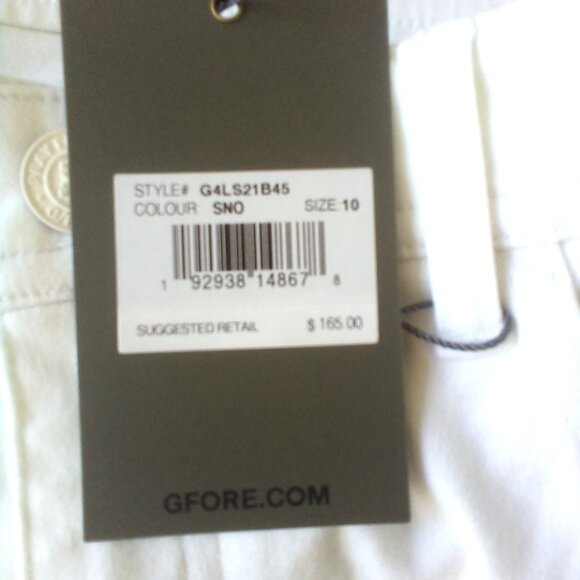 STYLE# G4LS21B45
COLOUR: SNO SIZE: 10
1 92938 14867 8
SUGGESTED RETAIL $ 165.00
GFORE.COM